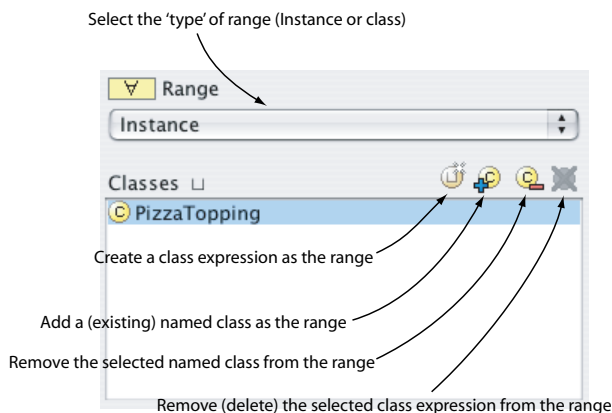 Select the ‘type’ of range (Instance or class)
∀ Range
Instance
Classes ⊔
C PizzaTopping
Create a class expression as the range
Add a (existing) named class as the range
Remove the selected named class from the range
Remove (delete) the selected class expression from the range